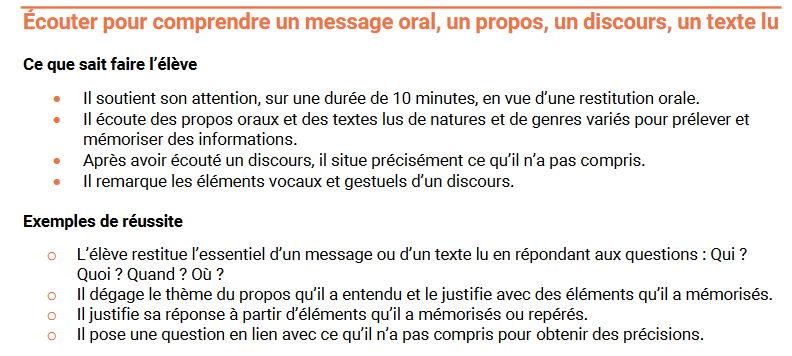 Écouter pour comprendre un message oral, un propos, un discours, un texte lu
Ce que sait faire l’élève
• Il soutient son attention, sur une durée de 10 minutes, en vue d’une restitution orale.
• Il écoute des propos oraux et des textes lus de natures et de genres variés pour prélever et
mémoriser des informations.
• Après avoir écouté un discours, il situe précisément ce qu’il n’a pas compris.
• Il remarque les éléments vocaux et gestuels d’un discours.
Exemples de réussite
o L’élève restitue l’essentiel d’un message ou d’un texte lu en répondant aux questions : Qui ?
Quoi ? Quand ? Où ?
o Il dégage le thème du propos qu’il a entendu et le justifie avec des éléments qu’il a mémorisés.
o Il justifie sa réponse à partir d’éléments qu’il a mémorisés ou repérés.
o Il pose une question en lien avec ce qu’il n’a pas compris pour obtenir des précisions.